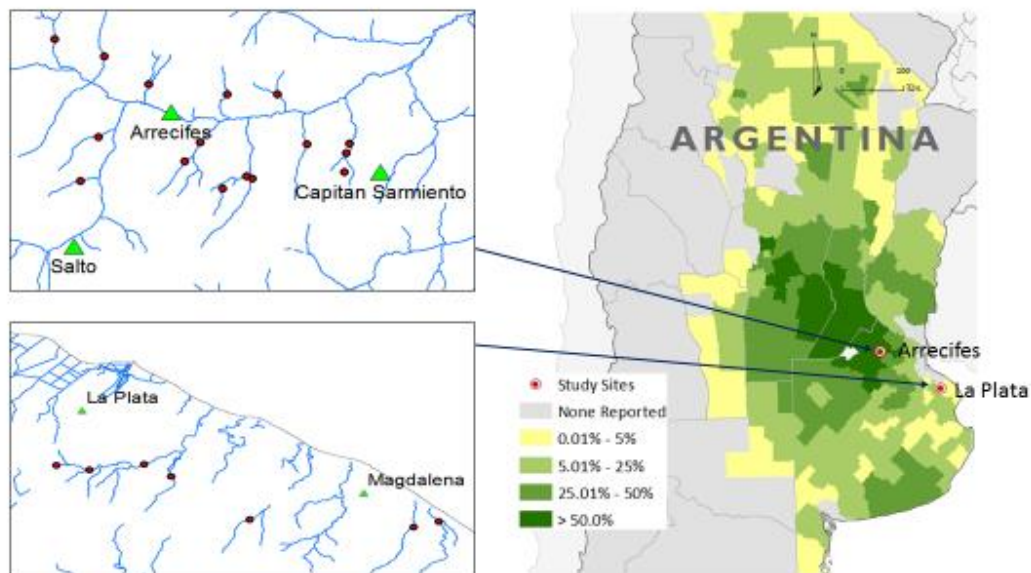 Arrecifes
Capitan Sarmiento
Salto
La Plata
Magdalena
N
0
ARGENTINA
Arrecifes
La Plata
Study Sites
None Reported
0.01% - 5%
5.01% - 25%
25.01% - 50%
> 50.0%